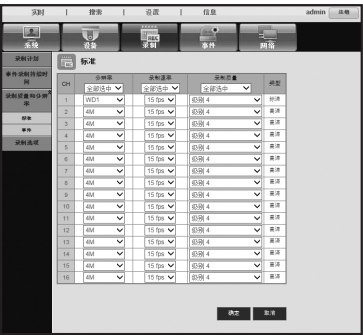 实时 | 搜索 | 设置 | 信息 admin 注销
系统 设备 录制 事件 网络
录制计划
事件录制持续时间
录制质量和分辨率
标准
事件
录制选项
标准
CH 分辨率 录制速率 录制质量 类型
全部选中 全部选中 全部选中
1 WD1 15 fps 级别 4 标清
2 4M 15 fps 级别 4 高清
3 4M 15 fps 级别 4 高清
4 4M 15 fps 级别 4 高清
5 4M 15 fps 级别 4 高清
6 4M 15 fps 级别 4 高清
7 4M 15 fps 级别 4 高清
8 4M 15 fps 级别 4 高清
9 4M 15 fps 级别 4 高清
10 4M 15 fps 级别 4 高清
11 4M 15 fps 级别 4 高清
12 4M 15 fps 级别 4 高清
13 4M 15 fps 级别 4 高清
14 4M 15 fps 级别 4 高清
15 4M 15 fps 级别 4 高清
16 4M 15 fps 级别 4 高清
确定 取消